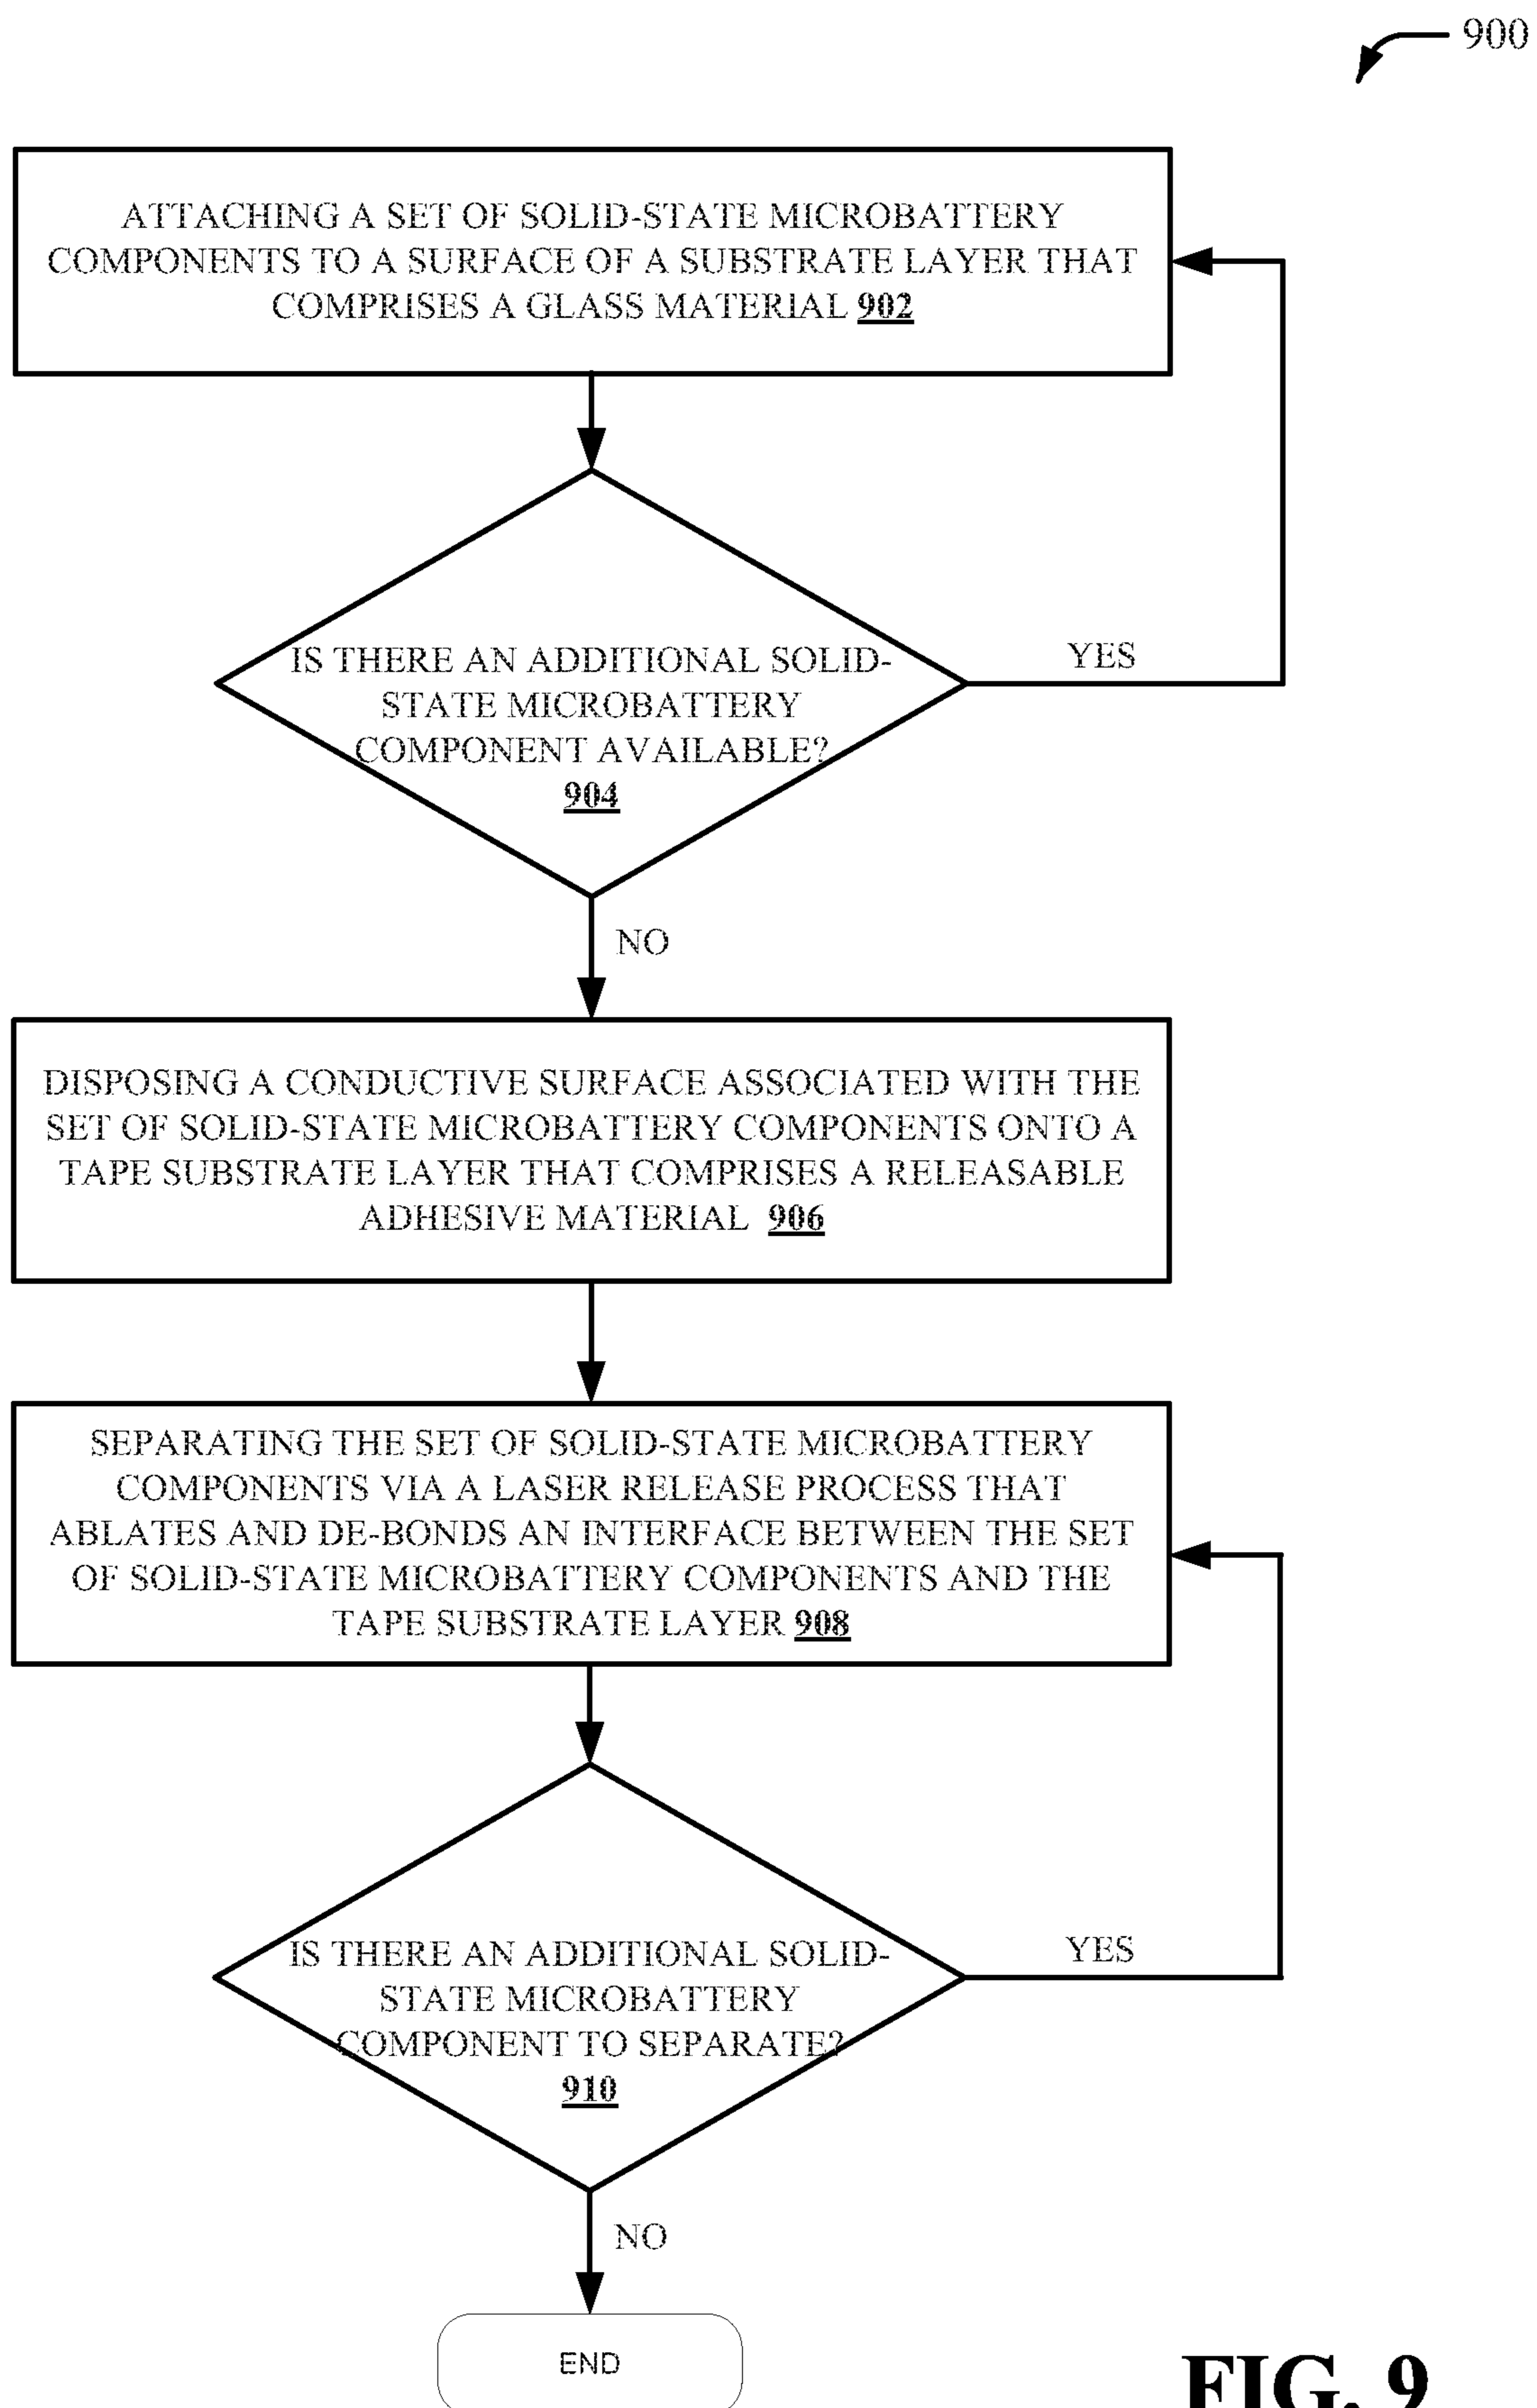 900
ATTACHING A SET OF SOLID-STATE MICROBATTERY
COMPONENTS TO A SURFACE OF A SUBSTRATE LAYER THAT
COMPRISES A GLASS MATERIAL 902
IS THERE AN ADDITIONAL SOLID-
STATE MICROBATTERY
COMPONENT AVAILABLE?
904
YES
NO
DISPOSING A CONDUCTIVE SURFACE ASSOCIATED WITH THE
SET OF SOLID-STATE MICROBATTERY COMPONENTS ONTO A
TAPE SUBSTRATE LAYER THAT COMPRISES A RELEASABLE
ADHESIVE MATERIAL 906
SEPARATING THE SET OF SOLID-STATE MICROBATTERY
COMPONENTS VIA A LASER RELEASE PROCESS THAT
ABLATES AND DE-BONDS AN INTERFACE BETWEEN THE SET
OF SOLID-STATE MICROBATTERY COMPONENTS AND THE
TAPE SUBSTRATE LAYER 908
IS THERE AN ADDITIONAL SOLID-
STATE MICROBATTERY
COMPONENT TO SEPARATE?
910
YES
NO
END
FIG. 9